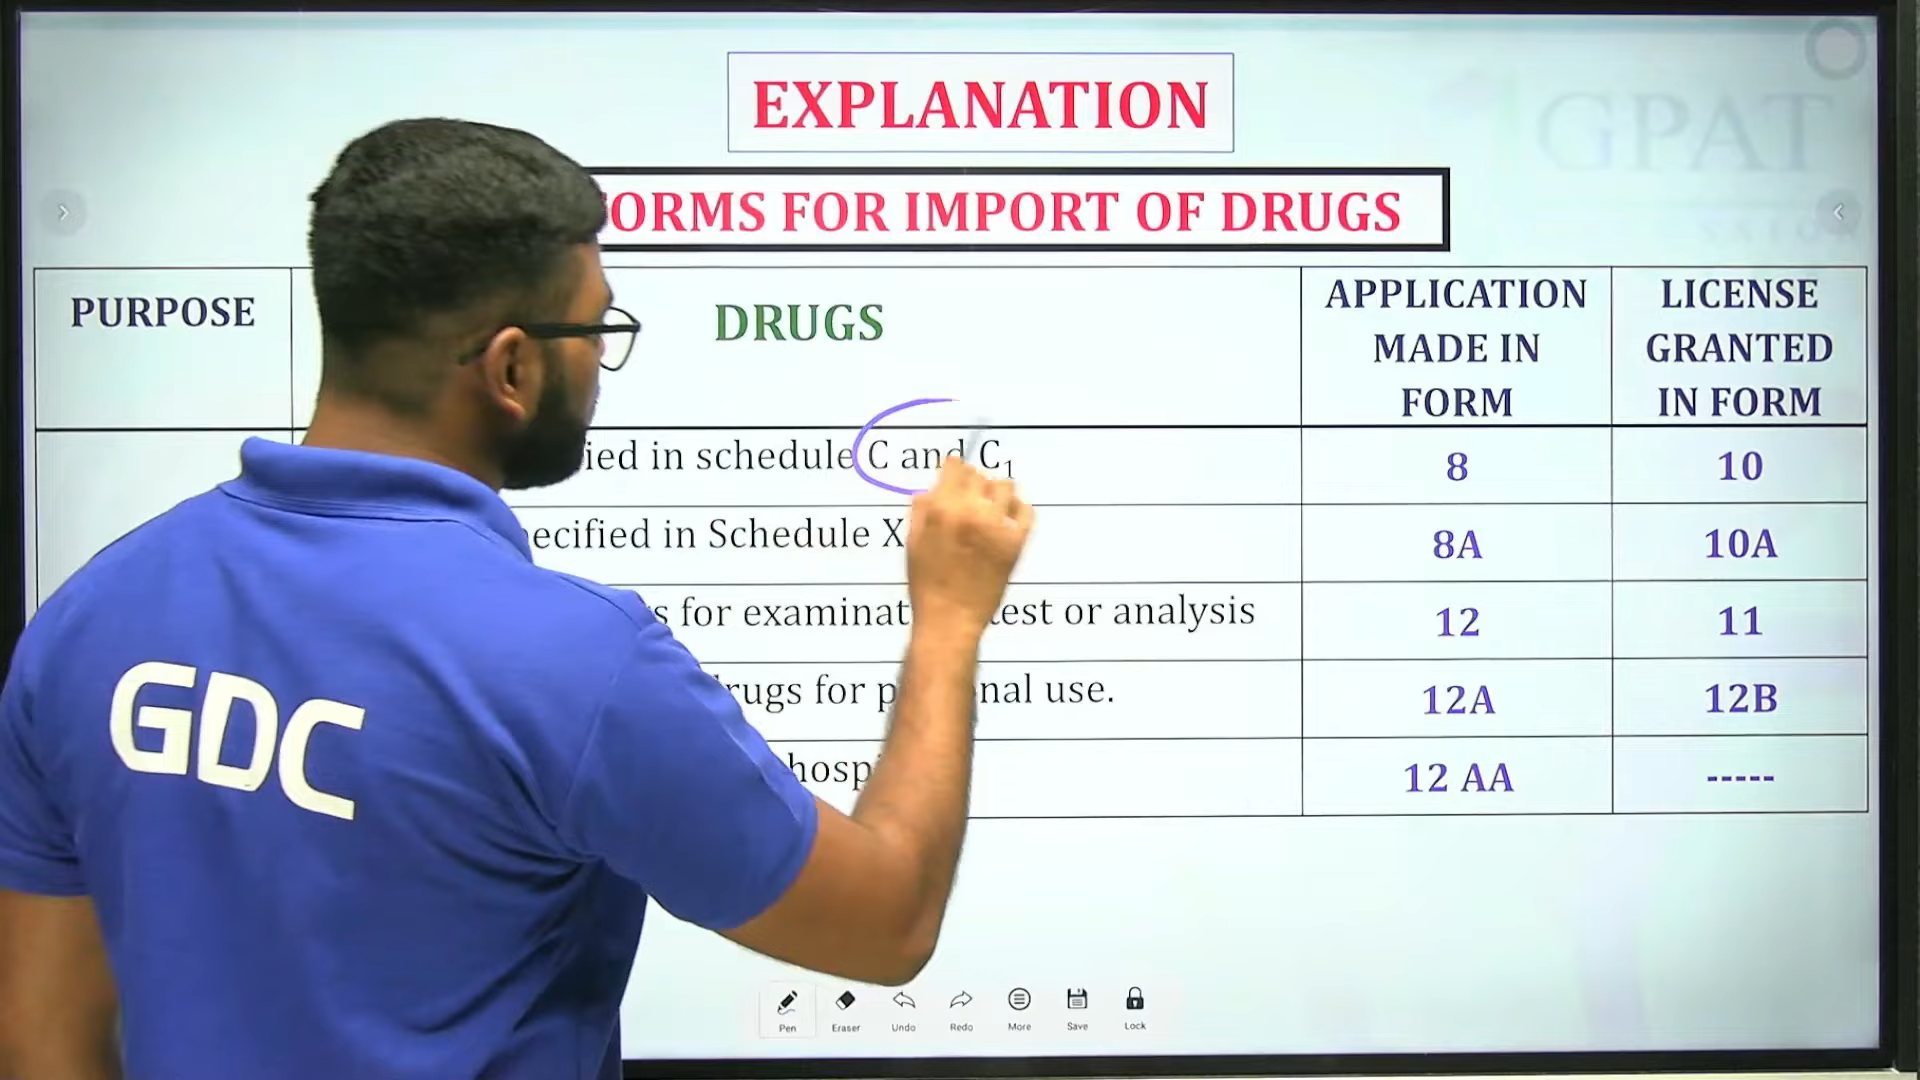 EXPLANATION
GPAT
ORMS FOR IMPORT OF DRUGS
PURPOSE
DRUGS
APPLICATION
MADE IN
FORM
LICENSE
GRANTED
IN FORM
ied in schedule C and C₁
8
10
ecified in Schedule X
8A
10A
s for examinat test or analysis
12
11
rugs for p nal use.
12A
12B
hosp
12 AA
-----
GDC
Pen
Eraser
Undo
Redo
More
Save
Lock